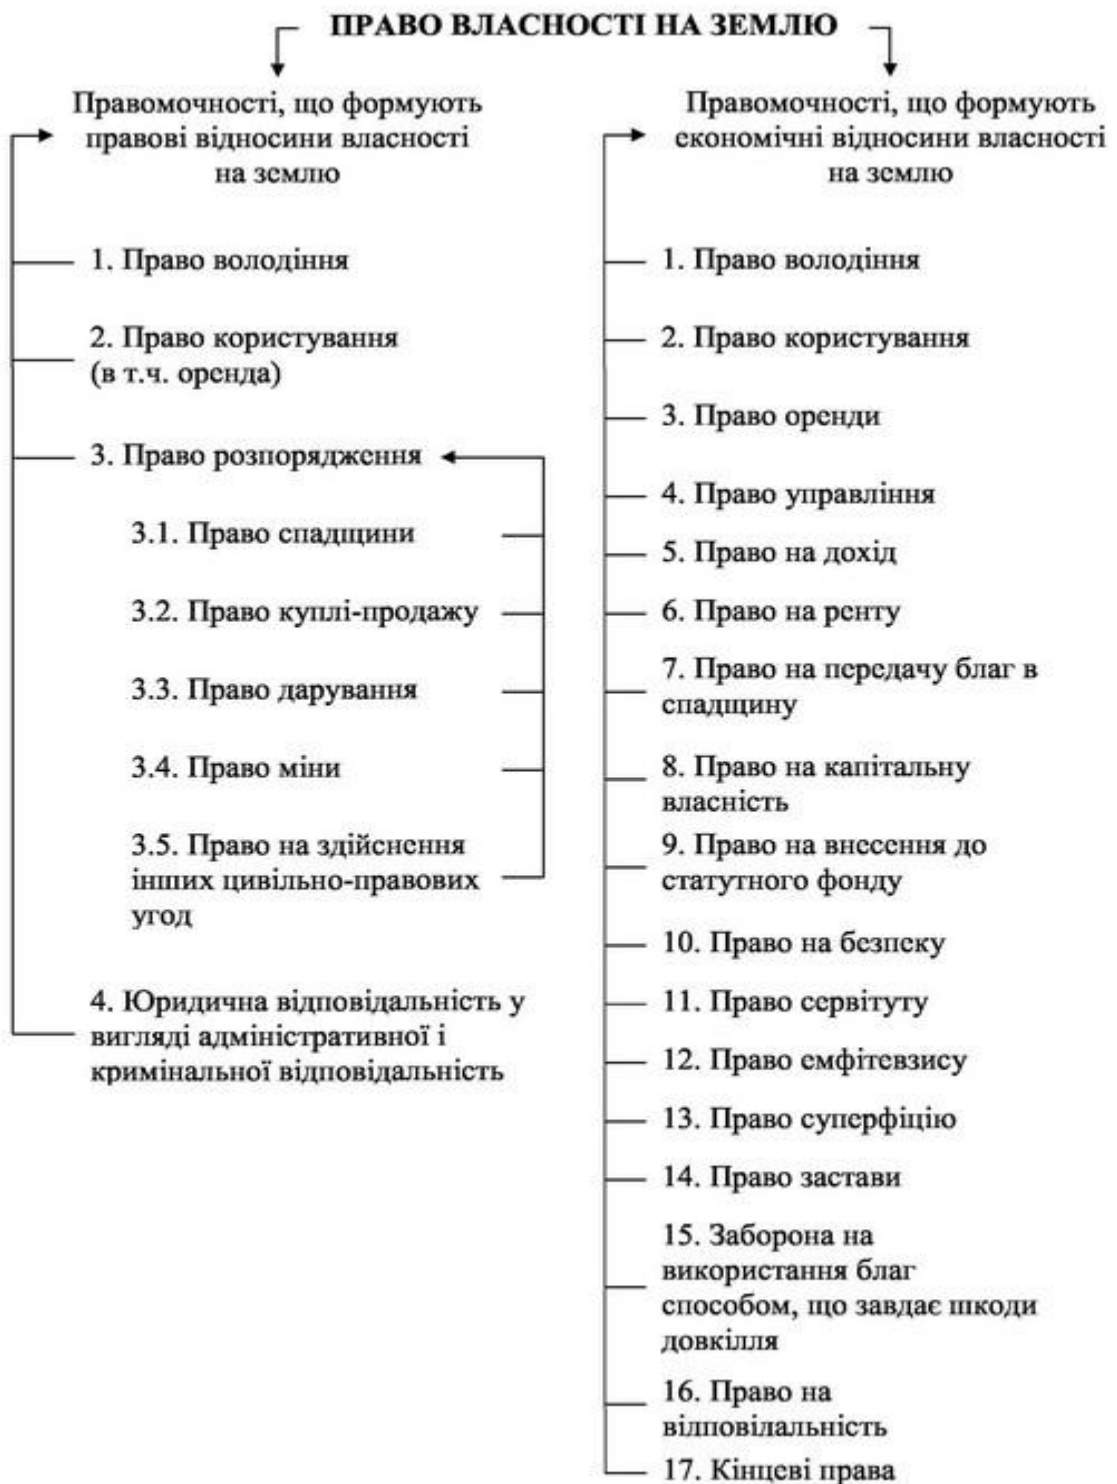 ПРАВО ВЛАСНОСТІ НА ЗЕМЛЮ
Правомочності, що формують
правові відносини власності
на землю
1. Право володіння
2. Право користування
(в т.ч. оренда)
3. Право розпорядження
3.1. Право спадщини
3.2. Право куплі-продажу
3.3. Право дарування
3.4. Право міни
3.5. Право на здійснення
інших цивільно-правових
угод
4. Юридична відповідальність у
вигляді адміністративної і
кримінальної відповідальність
Правомочності, що формують
економічні відносини власності
на землю
1. Право володіння
2. Право користування
3. Право оренди
4. Право управління
5. Право на дохід
6. Право на ренту
7. Право на передачу благ в
спадщину
8. Право на капітальну
власність
9. Право на внесення до
статутного фонду
10. Право на безпеку
11. Право сервітуту
12. Право емфітевзису
13. Право суперфіцію
14. Право застави
15. Заборона на
використання благ
способом, що завдає шкоди
довкілля
16. Право на
відповідальність
17. Кінцеві права